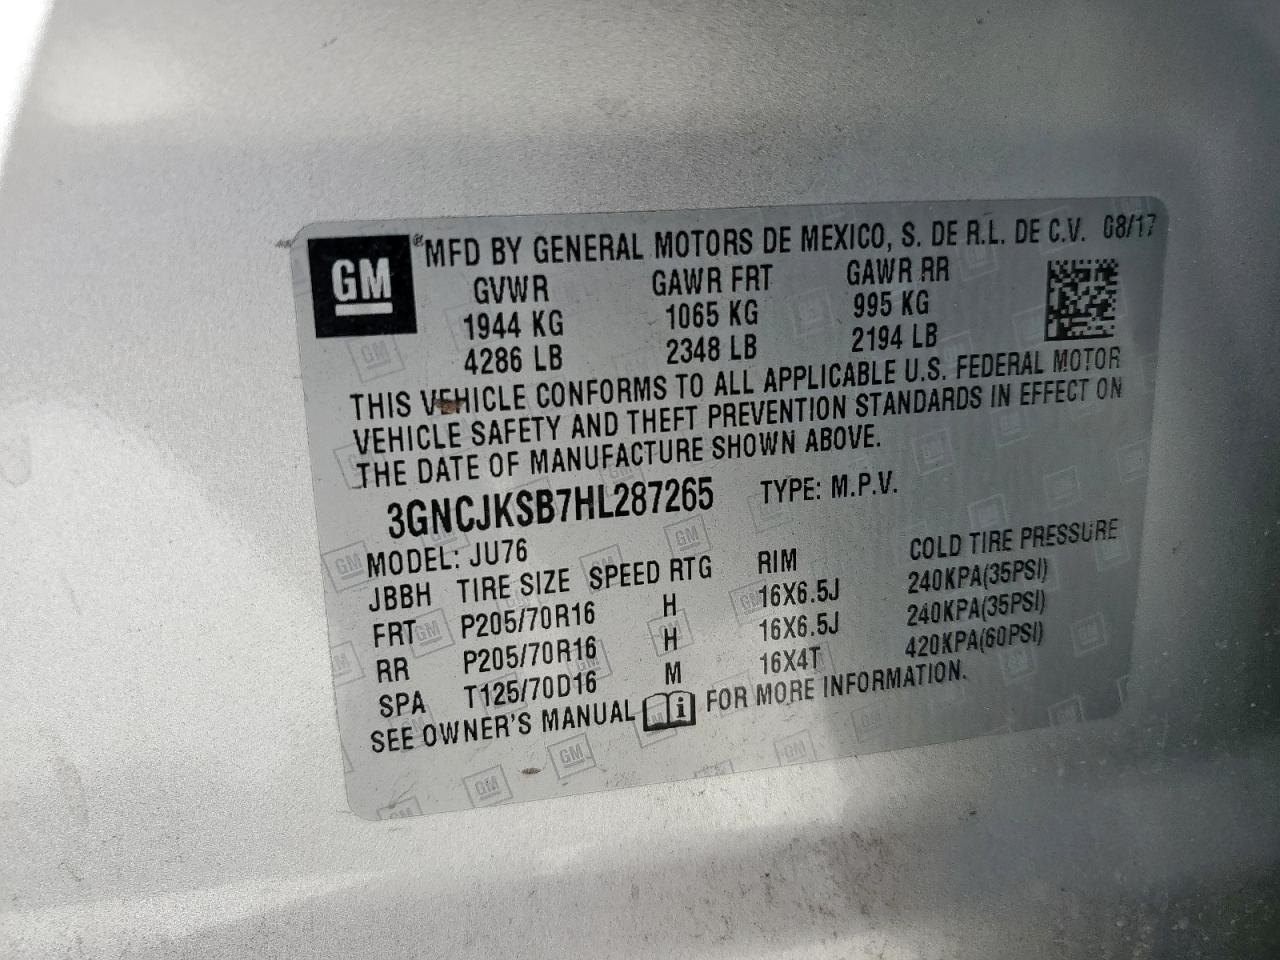 GM
® MFD BY GENERAL MOTORS DE MEXICO, S. DE R.L. DE C.V. 08/17
GVWR GAWR FRT GAWR RR
1944 KG 1065 KG 995 KG
4286 LB 2348 LB 2194 LB
THIS VEHICLE CONFORMS TO ALL APPLICABLE U.S. FEDERAL MOTOR
VEHICLE SAFETY AND THEFT PREVENTION STANDARDS IN EFFECT ON
THE DATE OF MANUFACTURE SHOWN ABOVE.
3GNCJKSB7HL287265 TYPE: M.P.V.
MODEL: JU76
JBBH TIRE SIZE SPEED RTG RIM COLD TIRE PRESSURE
FRT P205/70R16 H 16X6.5J 240KPA(35PSI)
RR P205/70R16 H 16X6.5J 240KPA(35PSI)
SPA T125/70D16 M 16X4T 420KPA(60PSI)
SEE OWNER'S MANUAL i FOR MORE INFORMATION.